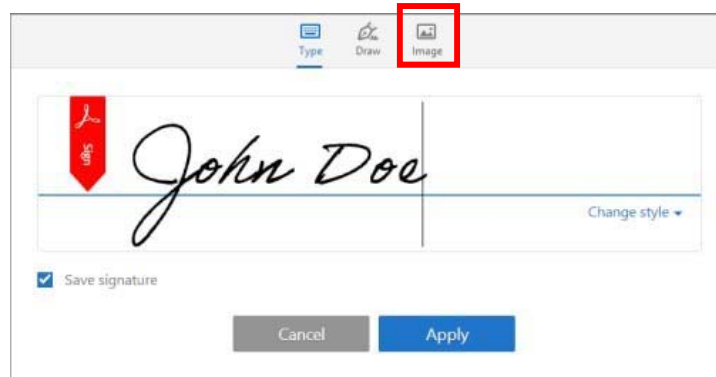 Type Draw Image
Sign
John Doe
Change style
Save signature
Cancel Apply